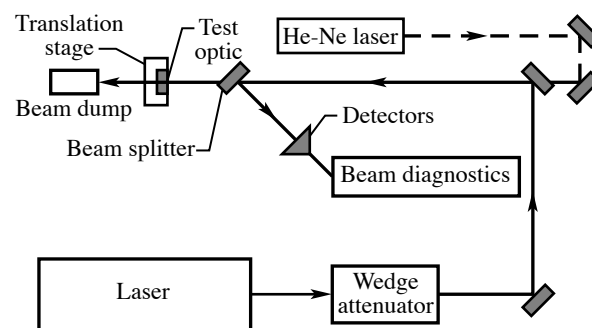 Translation
stage
Test
optic
He-Ne laser
Beam dump
Beam splitter
Detectors
Beam diagnostics
Laser
Wedge
attenuator